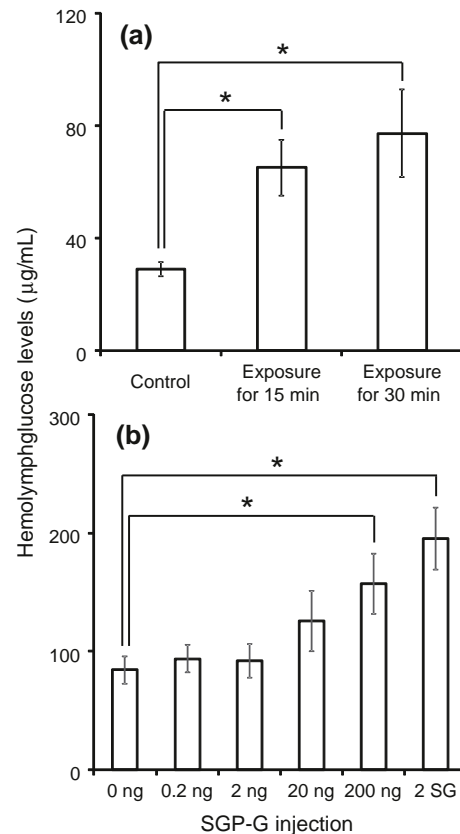 (a)
120
80
40
0
*
*
Control
Exposure
for 15 min
Exposure
for 30 min
Hemolymphglucose levels (µg/mL)
(b)
300
200
100
0
*
*
0 ng 0.2 ng 2 ng 20 ng 200 ng 2 SG
SGP-G injection